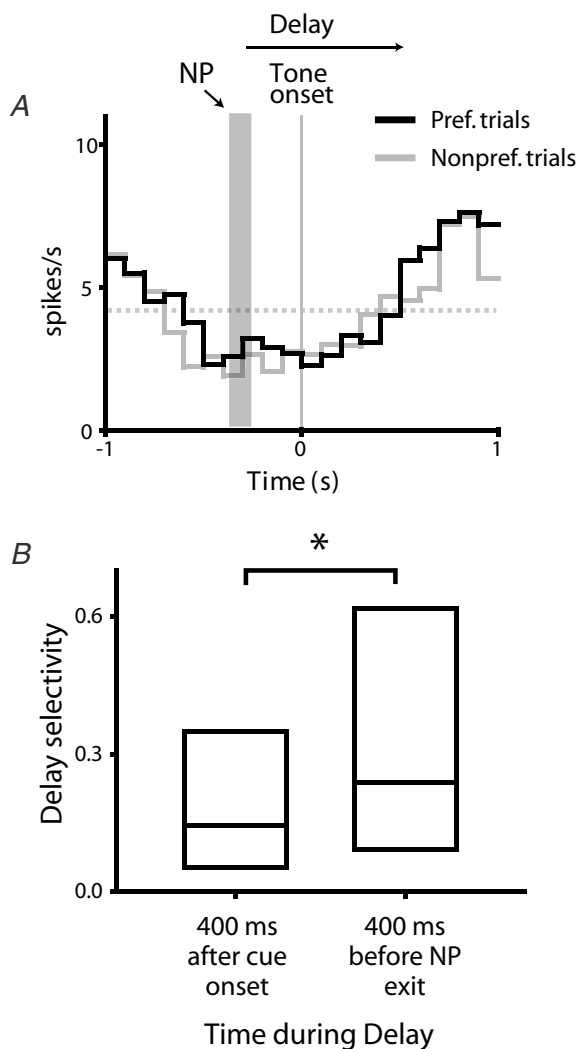 Delay
NP
Tone
onset
A
Pref. trials
Nonpref. trials
10
5
0
spikes/s
-1
0
1
Time (s)
B
*
0.6
0.3
0.0
Delay selectivity
400 ms
after cue
onset
400 ms
before NP
exit
Time during Delay